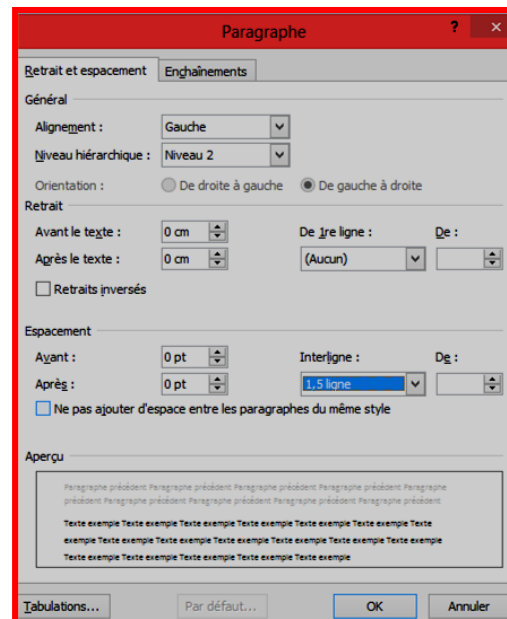 Paragraphe ? ×
Retrait et espacement Enchaînements
Général
Alignement : Gauche
Niveau hiérarchique : Niveau 2
Orientation : De droite à gauche De gauche à droite
Retrait
Avant le texte : 0 cm De 1re ligne : De :
Après le texte : 0 cm (Aucun)
Retraits inversés
Espacement
Avant : 0 pt Interligne : De :
Après : 0 pt 1,5 ligne
Ne pas ajouter d'espace entre les paragraphes du même style
Aperçu
Paragraphe précédent Paragraphe précédent Paragraphe précédent Paragraphe précédent Paragraphe
précédent Paragraphe précédent Paragraphe précédent Paragraphe précédent Paragraphe précédent
Texte exemple Texte exemple Texte exemple Texte exemple Texte exemple Texte exemple Texte
exemple Texte exemple Texte exemple Texte exemple Texte exemple Texte exemple Texte exemple
Texte exemple Texte exemple Texte exemple Texte exemple Texte exemple
Tabulations... Par défaut... OK Annuler